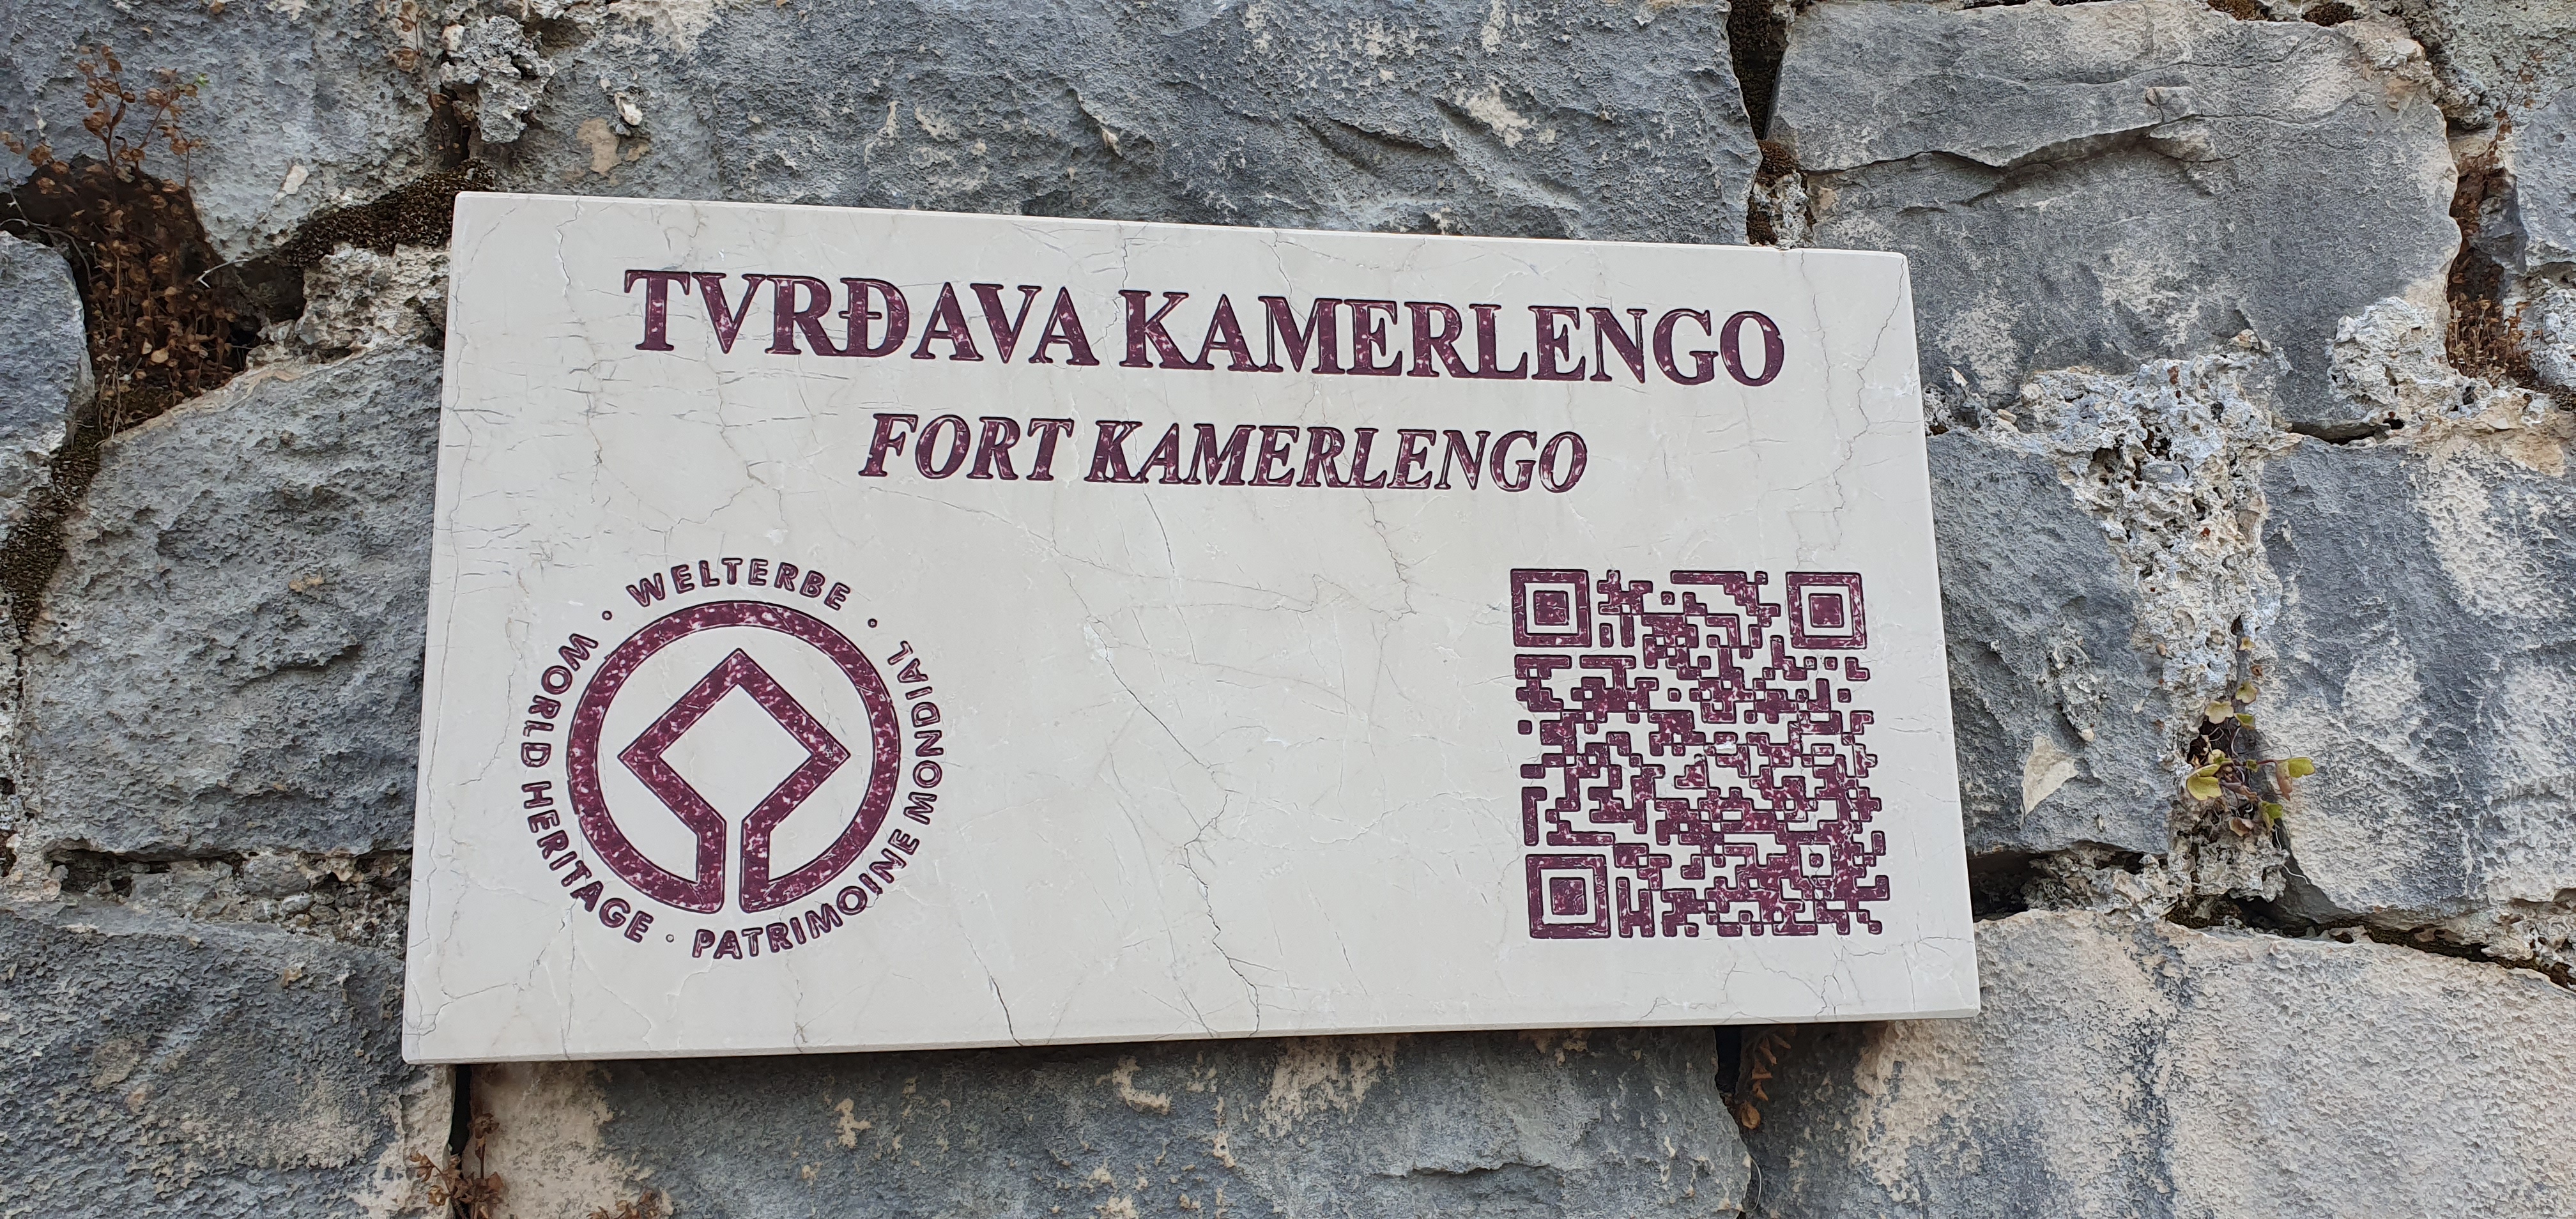 TVRĐAVA KAMERLENGO
FORT KAMERLENGO
· WELTERBE ·
WORLD HERITAGE ·
PATRIMOINE MONDIAL